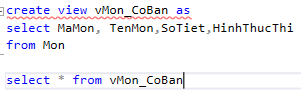 create view vMon_CoBan as
select MaMon, TenMon,SoTiet,HinhThucThi
from Mon
select * from vMon_CoBan